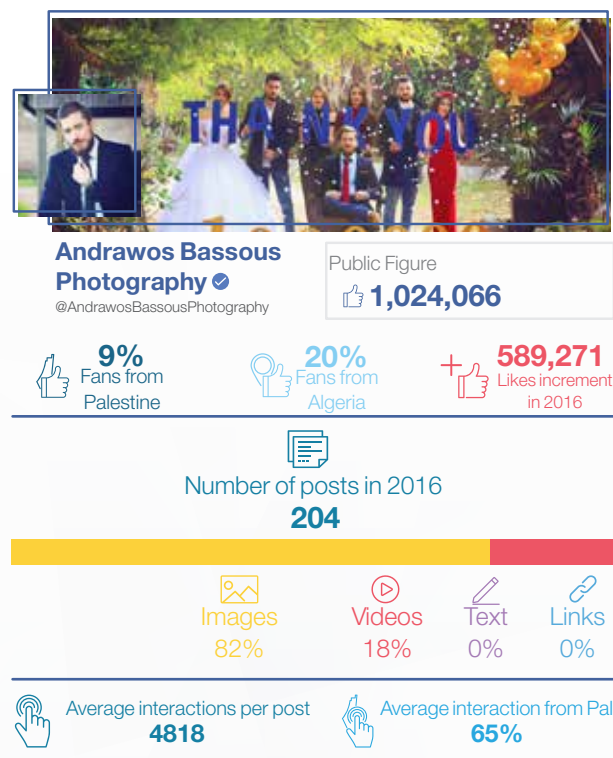 THANK YOU
Andrawos Bassous
Photography
@AndrawosBassousPhotography
Public Figure
1,024,066
9%
Fans from
Palestine
20%
Fans from
Algeria
+
589,271
Likes increment
in 2016
Number of posts in 2016
204
Images
82%
Videos
18%
Text
0%
Links
0%
Average interactions per post
4818
Average interaction from Pal
65%